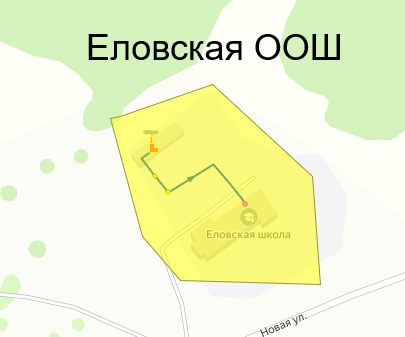 Еловская ООШ
Еловская школа
Новая ул.